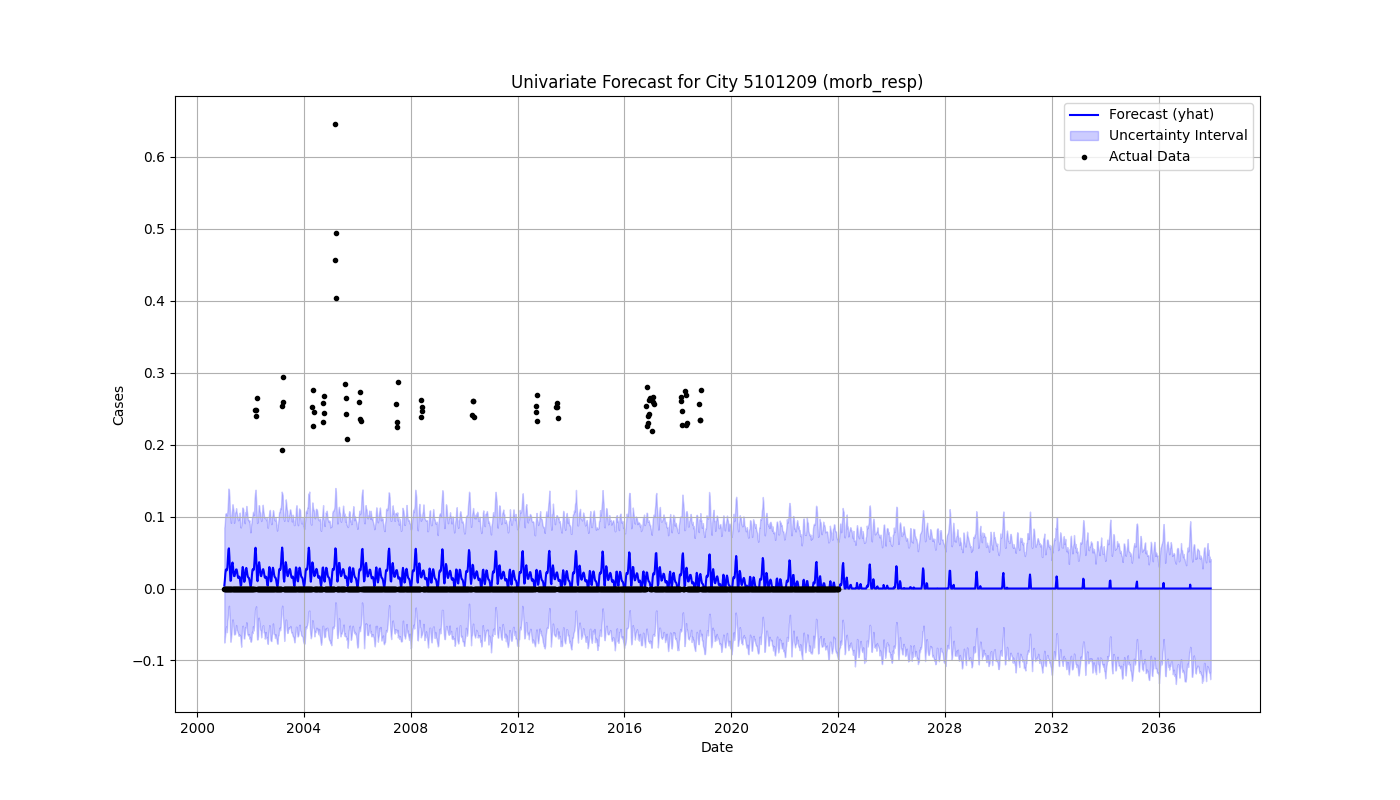 Univariate Forecast for City 5101209 (morb_resp)
Forecast (yhat)
Uncertainty Interval
Actual Data
Cases
0.6
0.5
0.4
0.3
0.2
0.1
0.0
−0.1
2000 2004 2008 2012 2016 2020 2024 2028 2032 2036
Date